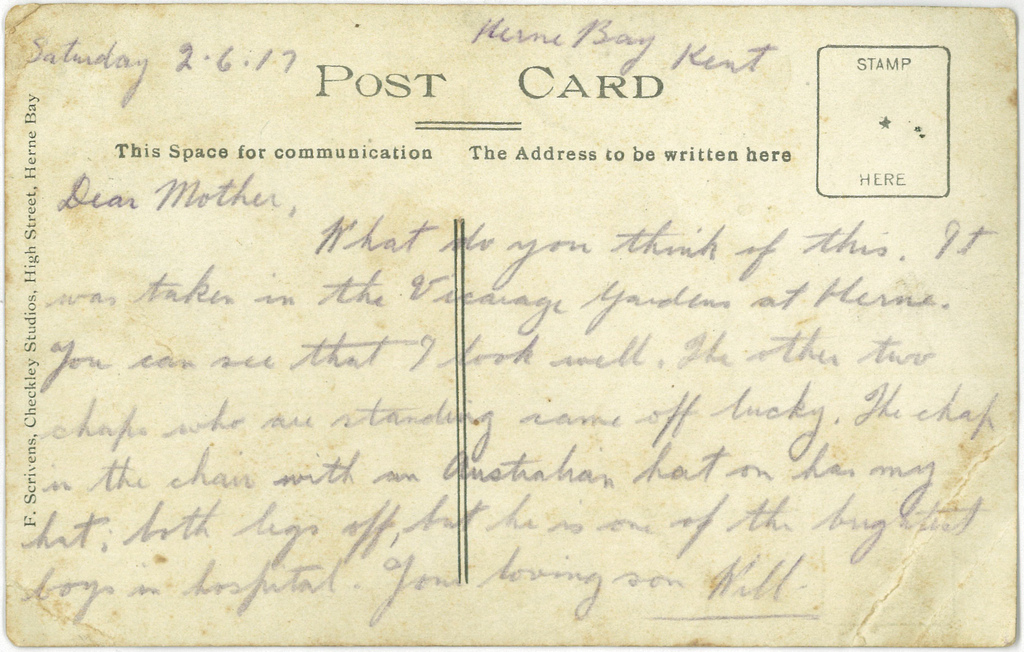 Saturday 2.6.17
Herne Bay Kent
POST CARD
STAMP
HERE
This Space for communication
The Address to be written here
F. Scrivens, Checkley Studios, High Street, Herne Bay
Dear Mother,
What do you think of this. It
was taken in the Vicarage Gardens at Herne.
You can see that I look well. The other two
chaps who are standing came off lucky. The chap
in the chair with an Australian hat on has my
hat; both legs off, but he is one of the brightest
boys in hospital. Your loving son Will.